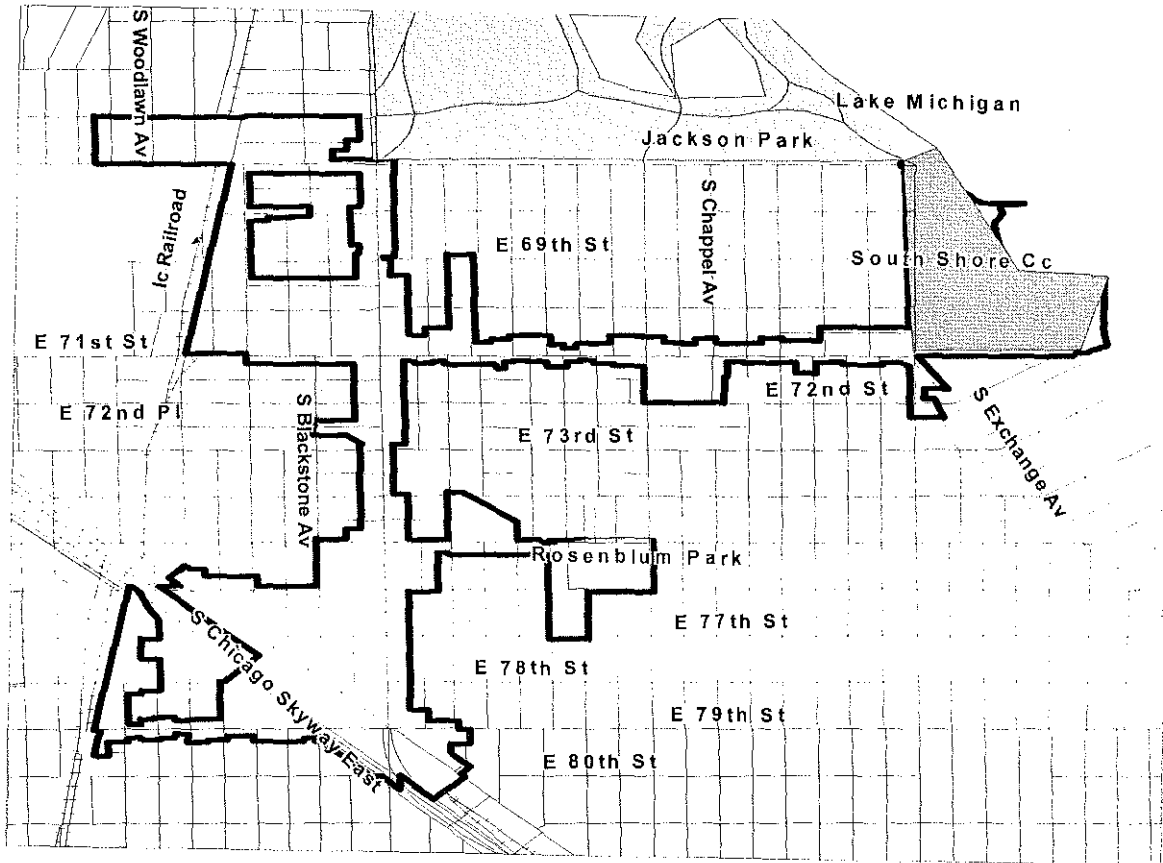 S Woodlawn Av
Lake Michigan
Jackson Park
Ic Railroad
S Chappel Av
E 69th St
South Shore Cc
E 71st St
E 72nd St
E 72nd Pl
S Blackstone Av
E 73rd St
S Exchange Av
Rosenblum Park
E 77th St
S Chicago Skyway East
E 78th St
E 79th St
E 80th St